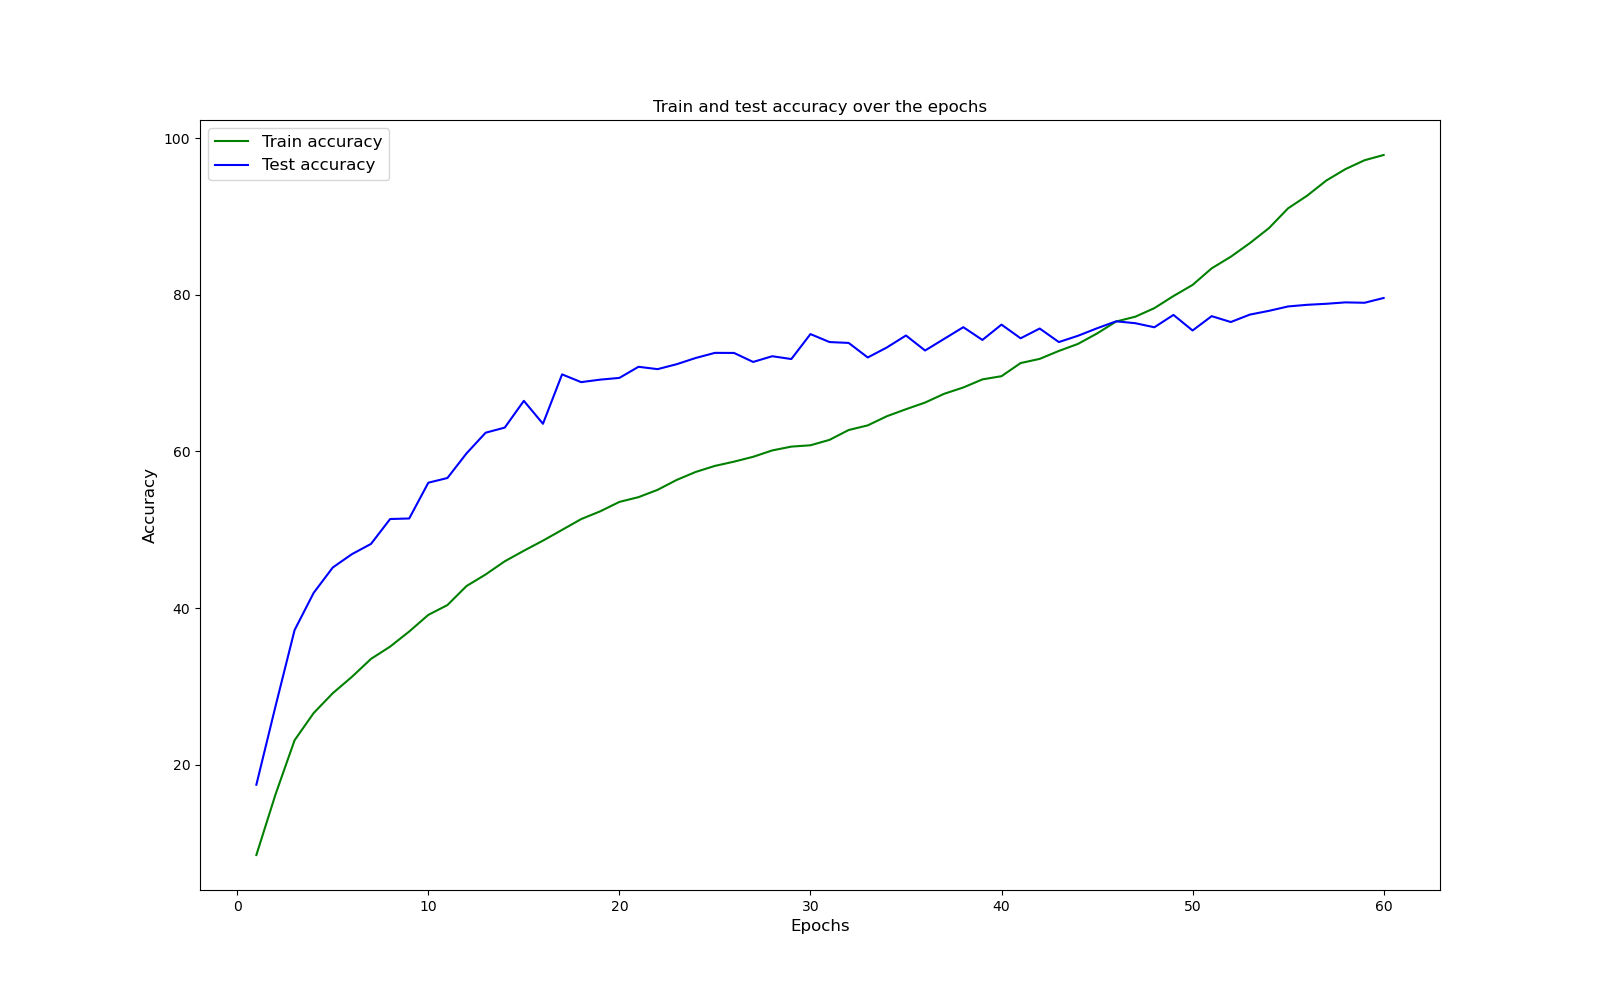 Train and test accuracy over the epochs
Train accuracy
Test accuracy
100
80
60
40
20
Accuracy
0 10 20 30 40 50 60
Epochs